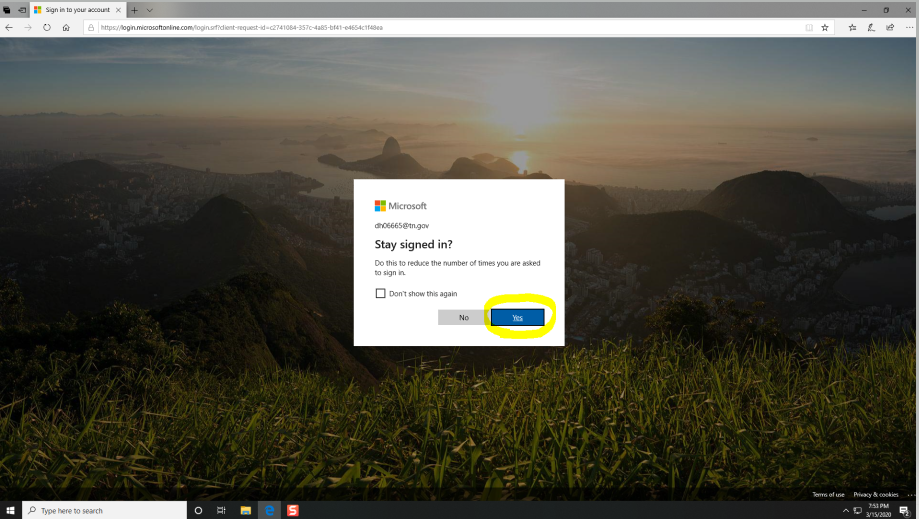 Sign in to your account
https://login.microsoftonline.com/login.srf?client-request-id=c2741084-357c-4a85-bf41-e4654c1f48ea
Microsoft
dh06665@tn.gov
Stay signed in?
Do this to reduce the number of times you are asked
to sign in.
Don't show this again
No
Yes
Terms of use Privacy & cookies ...
Type here to search
7:53 PM
3/15/2020